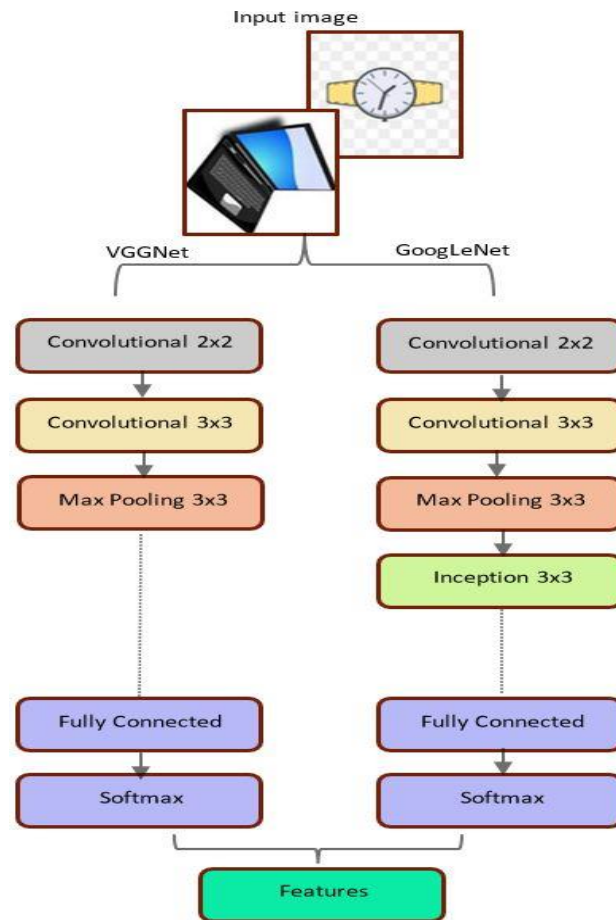 Input image
VGGNet
GoogLeNet
Convolutional 2x2
Convolutional 3x3
Max Pooling 3x3
Fully Connected
Softmax
Convolutional 2x2
Convolutional 3x3
Max Pooling 3x3
Inception 3x3
Fully Connected
Softmax
Features